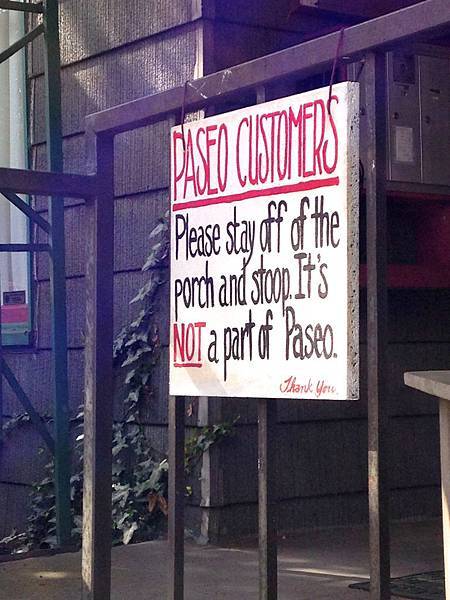 PASEO CUSTOMERS
Please stay off of the
porch and stoop. It's
NOT a part of Paseo.
Thank You.